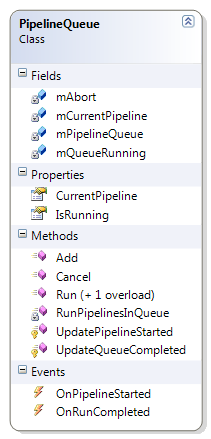 PipelineQueue
Class
Fields
mAbort
mCurrentPipeline
mPipelineQueue
mQueueRunning
Properties
CurrentPipeline
IsRunning
Methods
Add
Cancel
Run (+ 1 overload)
RunPipelinesInQueue
UpdatePipelineStarted
UpdateQueueCompleted
Events
OnPipelineStarted
OnRunCompleted